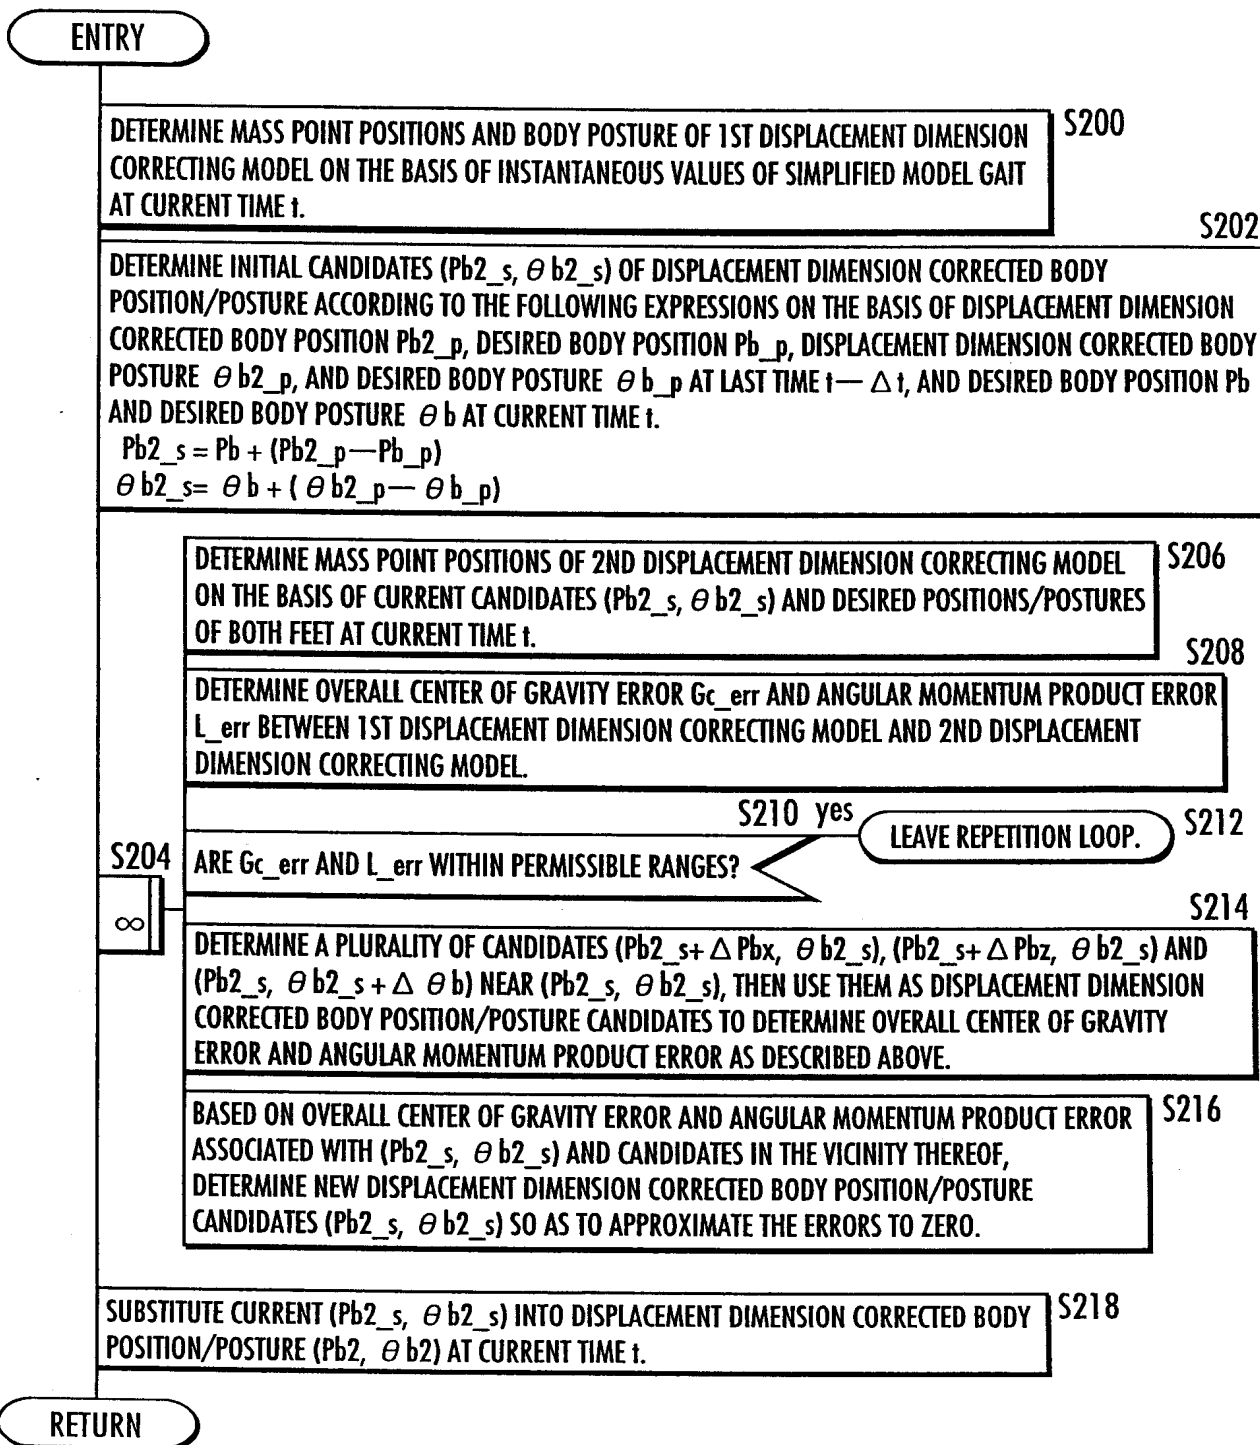 ENTRY
S200
DETERMINE MASS POINT POSITIONS AND BODY POSTURE OF 1ST DISPLACEMENT DIMENSION
CORRECTING MODEL ON THE BASIS OF INSTANTANEOUS VALUES OF SIMPLIFIED MODEL GAIT
AT CURRENT TIME t.
S202
DETERMINE INITIAL CANDIDATES (Pb2_s, θ b2_s) OF DISPLACEMENT DIMENSION CORRECTED BODY
POSITION/POSTURE ACCORDING TO THE FOLLOWING EXPRESSIONS ON THE BASIS OF DISPLACEMENT DIMENSION
CORRECTED BODY POSITION Pb2_p, DESIRED BODY POSITION Pb_p, DISPLACEMENT DIMENSION CORRECTED BODY
POSTURE θ b2_p, AND DESIRED BODY POSTURE θ b_p AT LAST TIME t— Δ t, AND DESIRED BODY POSITION Pb
AND DESIRED BODY POSTURE θ b AT CURRENT TIME t.
Pb2_s = Pb + (Pb2_p—Pb_p)
θ b2_s= θ b + ( θ b2_p— θ b_p)
S206
DETERMINE MASS POINT POSITIONS OF 2ND DISPLACEMENT DIMENSION CORRECTING MODEL
ON THE BASIS OF CURRENT CANDIDATES (Pb2_s, θ b2_s) AND DESIRED POSITIONS/POSTURES
OF BOTH FEET AT CURRENT TIME t.
S208
DETERMINE OVERALL CENTER OF GRAVITY ERROR Gc_err AND ANGULAR MOMENTUM PRODUCT ERROR
L_err BETWEEN 1ST DISPLACEMENT DIMENSION CORRECTING MODEL AND 2ND DISPLACEMENT
DIMENSION CORRECTING MODEL.
S210 yes
LEAVE REPETITION LOOP.
S212
S204
ARE Gc_err AND L_err WITHIN PERMISSIBLE RANGES?
∞
S214
DETERMINE A PLURALITY OF CANDIDATES (Pb2_s+ Δ Pbx, θ b2_s), (Pb2_s+ Δ Pbz, θ b2_s) AND
(Pb2_s, θ b2_s + Δ θ b) NEAR (Pb2_s, θ b2_s), THEN USE THEM AS DISPLACEMENT DIMENSION
CORRECTED BODY POSITION/POSTURE CANDIDATES TO DETERMINE OVERALL CENTER OF GRAVITY
ERROR AND ANGULAR MOMENTUM PRODUCT ERROR AS DESCRIBED ABOVE.
S216
BASED ON OVERALL CENTER OF GRAVITY ERROR AND ANGULAR MOMENTUM PRODUCT ERROR
ASSOCIATED WITH (Pb2_s, θ b2_s) AND CANDIDATES IN THE VICINITY THEREOF,
DETERMINE NEW DISPLACEMENT DIMENSION CORRECTED BODY POSITION/POSTURE
CANDIDATES (Pb2_s, θ b2_s) SO AS TO APPROXIMATE THE ERRORS TO ZERO.
S218
SUBSTITUTE CURRENT (Pb2_s, θ b2_s) INTO DISPLACEMENT DIMENSION CORRECTED BODY
POSITION/POSTURE (Pb2, θ b2) AT CURRENT TIME t.
RETURN